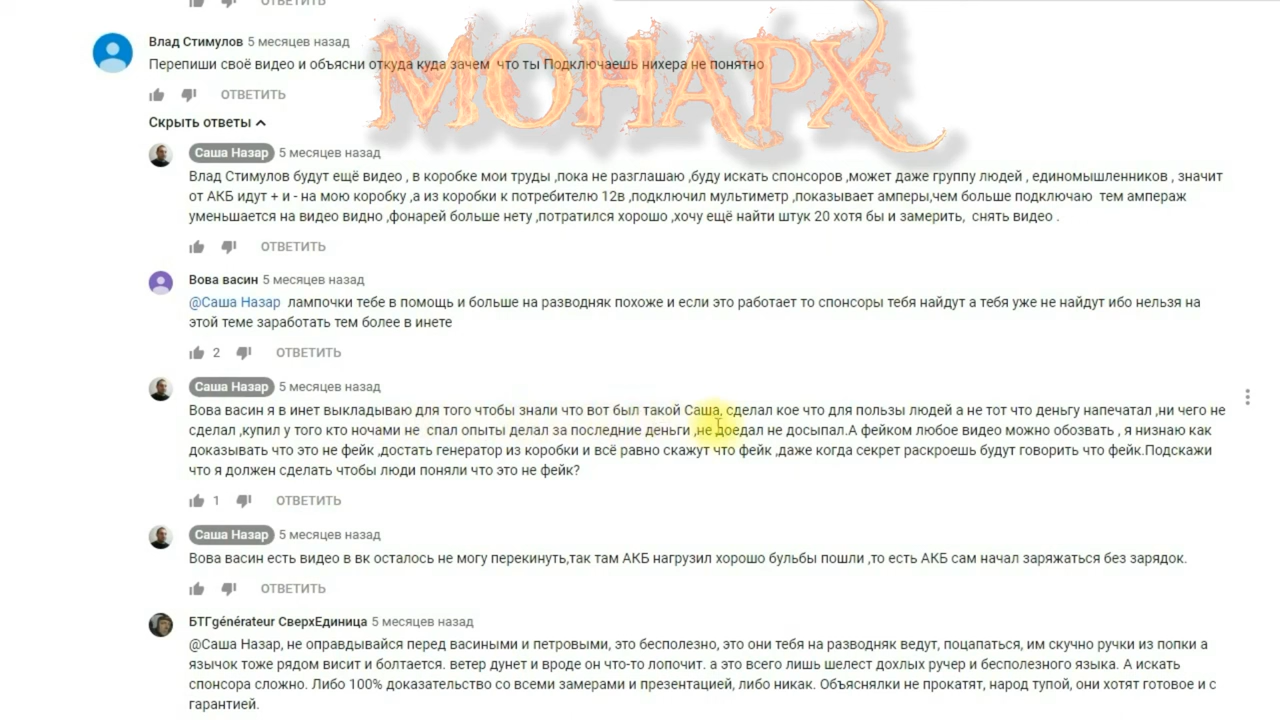 ОТВЕТИТЬ
МОНАРХ
Влад Стимулов 5 месяцев назад
Перепиши своё видео и объясни откуда куда зачем что ты Подключаешь нихера не понятно
ОТВЕТИТЬ
Скрыть ответы
Саша Назар 5 месяцев назад
Влад Стимулов будут ещё видео , в коробке мои труды ,пока не разглашаю ,буду искать спонсоров ,может даже группу людей , единомышленников , значит
от АКБ идут + и - на мою коробку ,а из коробки к потребителю 12в ,подключил мультиметр ,показывает амперы,чем больше подключаю тем ампераж
уменьшается на видео видно ,фонарей больше нету ,потратился хорошо ,хочу ещё найти штук 20 хотя бы и замерить, снять видео .
ОТВЕТИТЬ
Вова васин 5 месяцев назад
@Саша Назар лампочки тебе в помощь и больше на разводняк похоже и если это работает то спонсоры тебя найдут а тебя уже не найдут ибо нельзя на
этой теме заработать тем более в инете
2 ОТВЕТИТЬ
Саша Назар 5 месяцев назад
Вова васин я в инет выкладываю для того чтобы знали что вот был такой Саша, сделал кое что для пользы людей а не тот что деньгу напечатал ,ни чего не
сделал ,купил у того кто ночами не спал опыты делал за последние деньги ,не доедал не досыпал.А фейком любое видео можно обозвать , я низнаю как
доказывать что это не фейк ,достать генератор из коробки и всё равно скажут что фейк ,даже когда секрет раскроешь будут говорить что фейк.Подскажи
что я должен сделать чтобы люди поняли что это не фейк?
1 ОТВЕТИТЬ
Саша Назар 5 месяцев назад
Вова васин есть видео в вк осталось не могу перекинуть,так там АКБ нагрузил хорошо бульбы пошли ,то есть АКБ сам начал заряжаться без зарядок.
ОТВЕТИТЬ
БТГgénérateur СверхЕдиница 5 месяцев назад
@Саша Назар, не оправдывайся перед васиными и петровыми, это бесполезно, это они тебя на разводняк ведут, поцапаться, им скучно ручки из попки а
язычок тоже рядом висит и болтается. ветер дунет и вроде он что-то лопочит. а это всего лишь шелест дохлых ручер и бесполезного языка. А искать
спонсора сложно. Либо 100% доказательство со всеми замерами и презентацией, либо никак. Объяснялки не прокатят, народ тупой, они хотят готовое и с
гарантией.